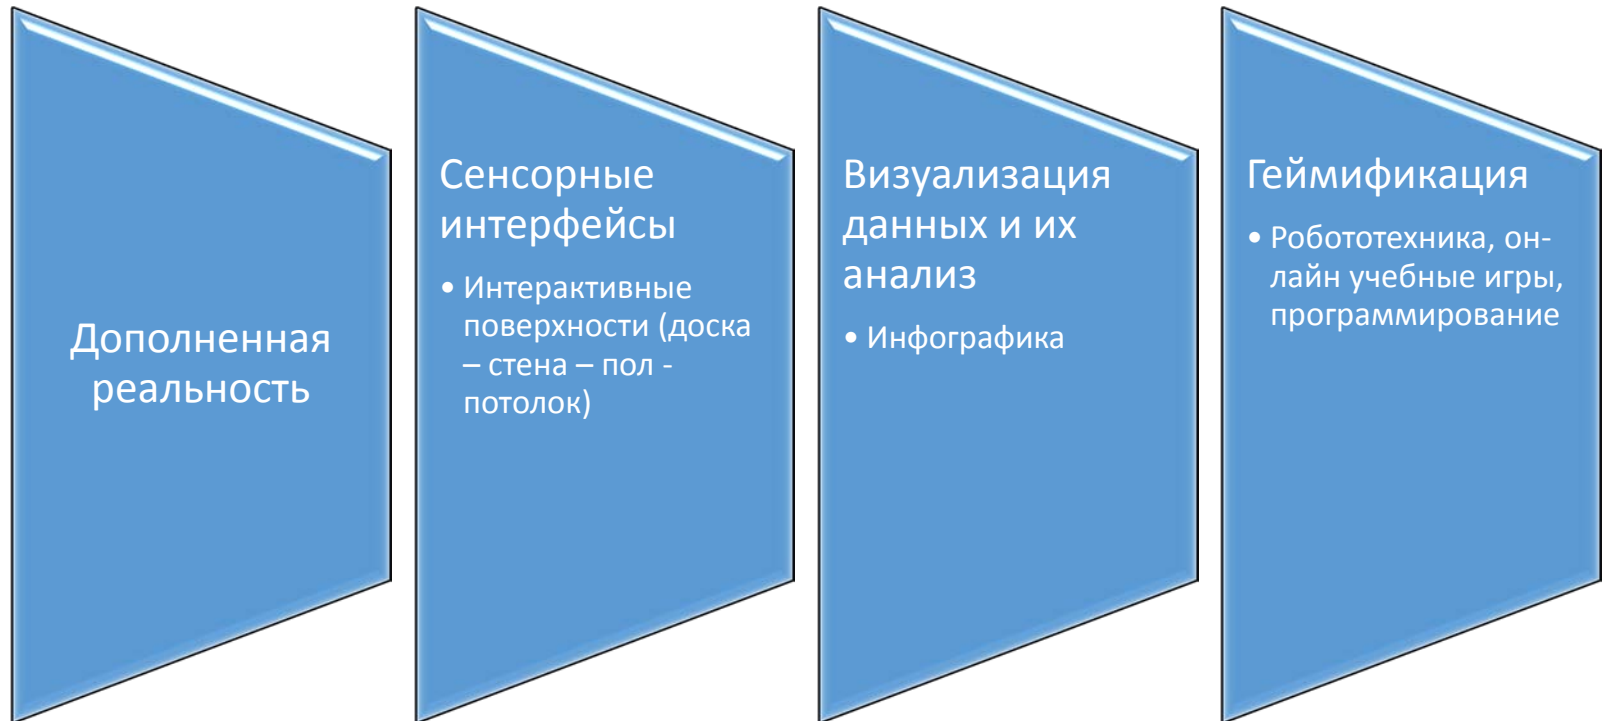 Дополненная
реальность
Сенсорные
интерфейсы
• Интерактивные
поверхности (доска
– стена – пол -
потолок)
Визуализация
данных и их
анализ
• Инфографика
Геймификация
• Робототехника, он-
лайн учебные игры,
программирование